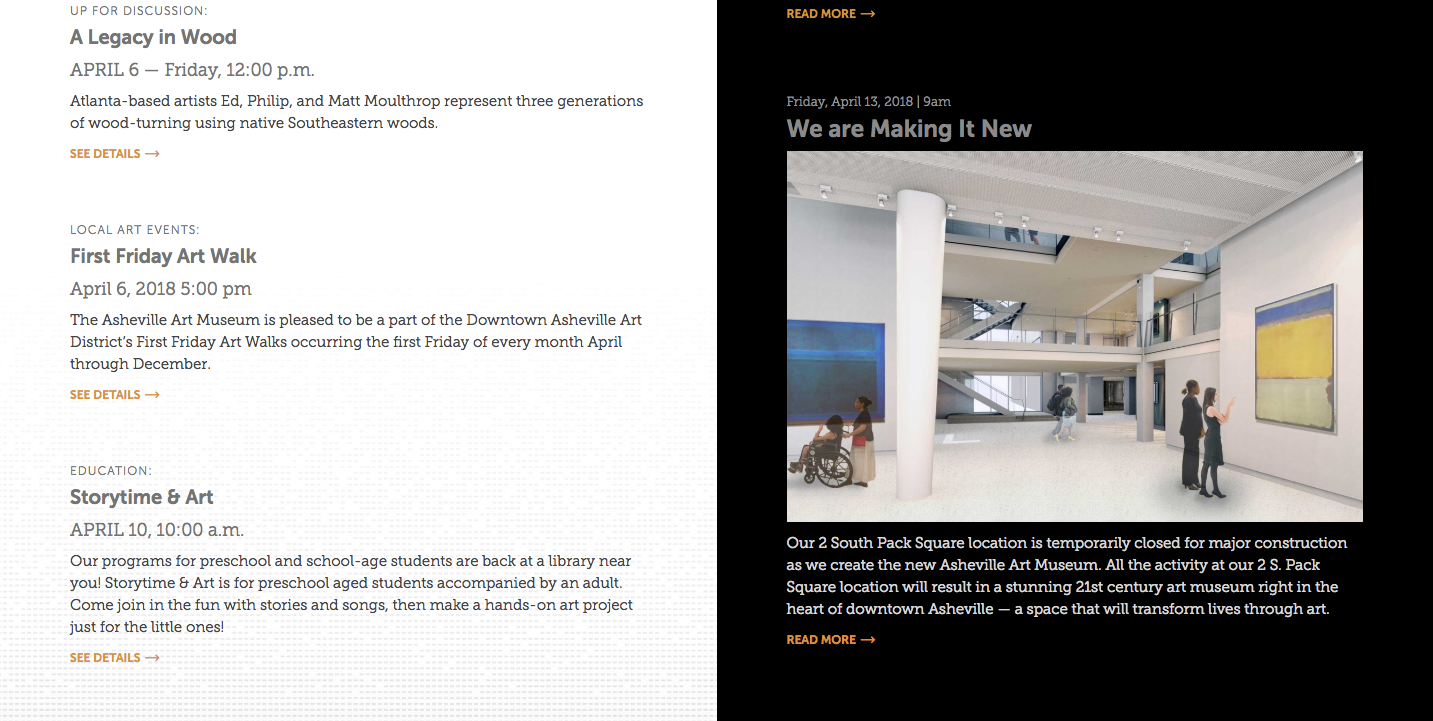 UP FOR DISCUSSION:
A Legacy in Wood
APRIL 6 — Friday, 12:00 p.m.
Atlanta-based artists Ed, Philip, and Matt Moulthrop represent three generations
of wood-turning using native Southeastern woods.
SEE DETAILS →
LOCAL ART EVENTS:
First Friday Art Walk
April 6, 2018 5:00 pm
The Asheville Art Museum is pleased to be a part of the Downtown Asheville Art
District's First Friday Art Walks occurring the first Friday of every month April
through December.
SEE DETAILS →
EDUCATION:
Storytime & Art
APRIL 10, 10:00 a.m.
Our programs for preschool and school-age students are back at a library near
you! Storytime & Art is for preschool aged students accompanied by an adult.
Come join in the fun with stories and songs, then make a hands-on art project
just for the little ones!
SEE DETAILS →
READ MORE →
Friday, April 13, 2018 | 9am
We are Making It New
Our 2 South Pack Square location is temporarily closed for major construction
as we create the new Asheville Art Museum. All the activity at our 2 S. Pack
Square location will result in a stunning 21st century art museum right in the
heart of downtown Asheville — a space that will transform lives through art.
READ MORE →